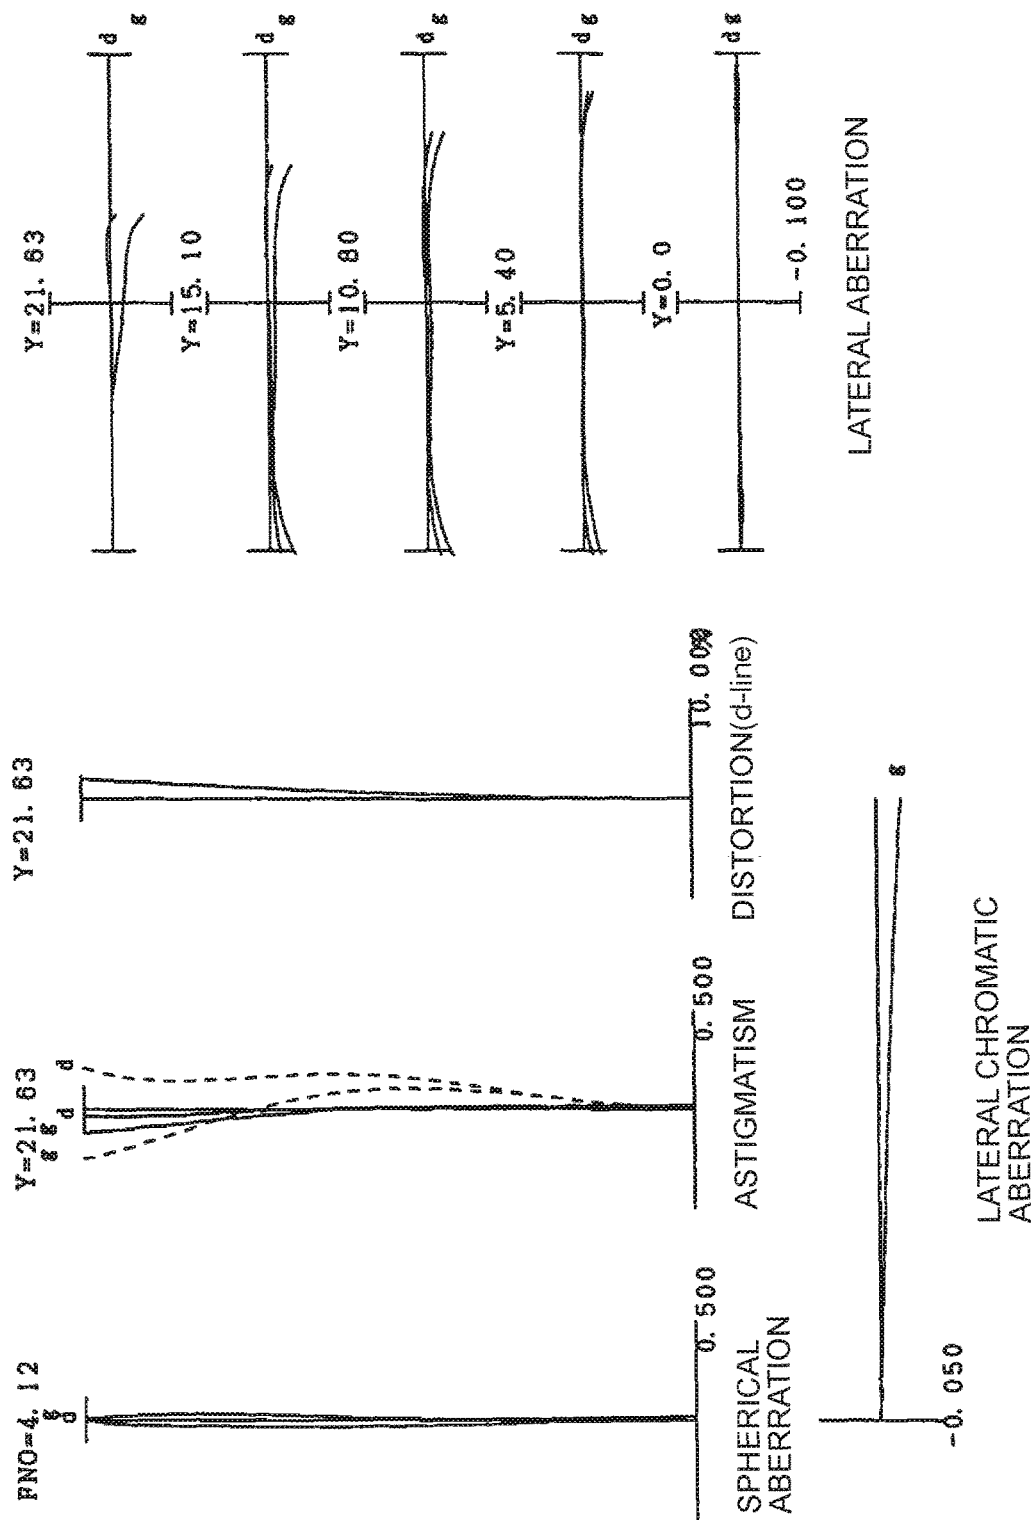 FNO=4. 12
g
d
0. 500
SPHERICAL
ABERRATION
Y=21. 63
g g d d
0. 500
ASTIGMATISM
Y=21. 63
10. 00%
DISTORTION(d-line)
-0. 050
g
LATERAL CHROMATIC
ABERRATION
Y=21. 63
d g
Y=15. 10
d g
Y=10. 80
d g
Y=5. 40
d g
Y=0. 0
d g
-0. 100
LATERAL ABERRATION